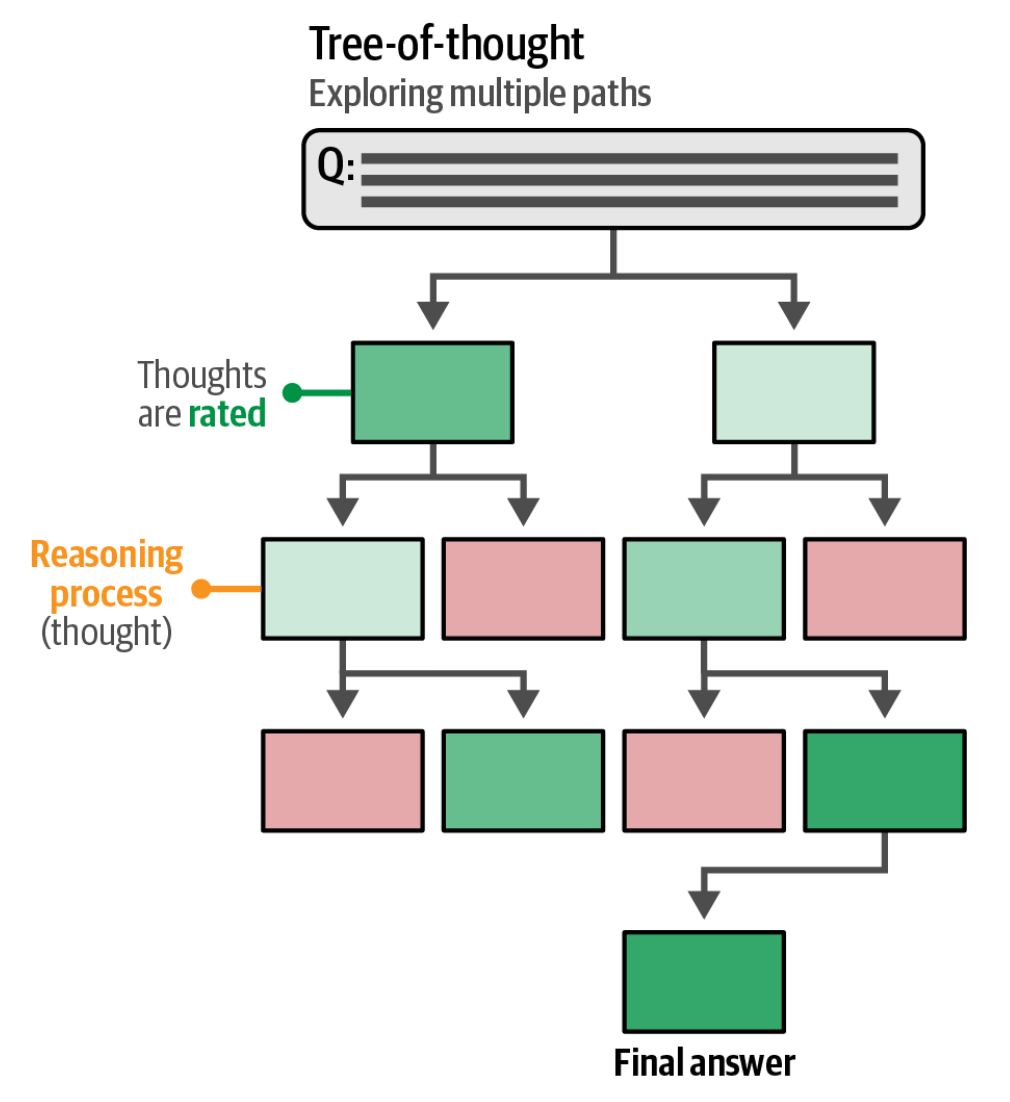 Tree-of-thought
Exploring multiple paths
Q:
Thoughts
are rated
Reasoning
process
(thought)
Final answer